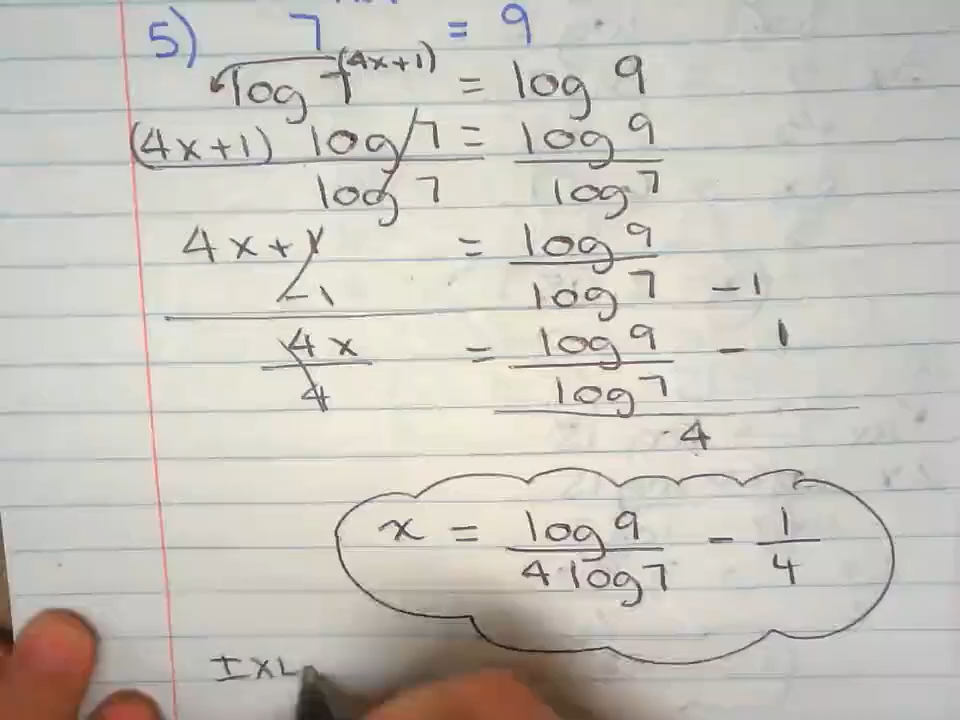 5) 7 = 9
log 7^(4x+1) = log 9
(4x+1) log 7 = log 9
log 7 log 7
4x+1 = log 9
-1 log 7 -1
4x = log 9 - 1
4 log 7
4
x = log 9 - 1
4 log 7 4
IXL